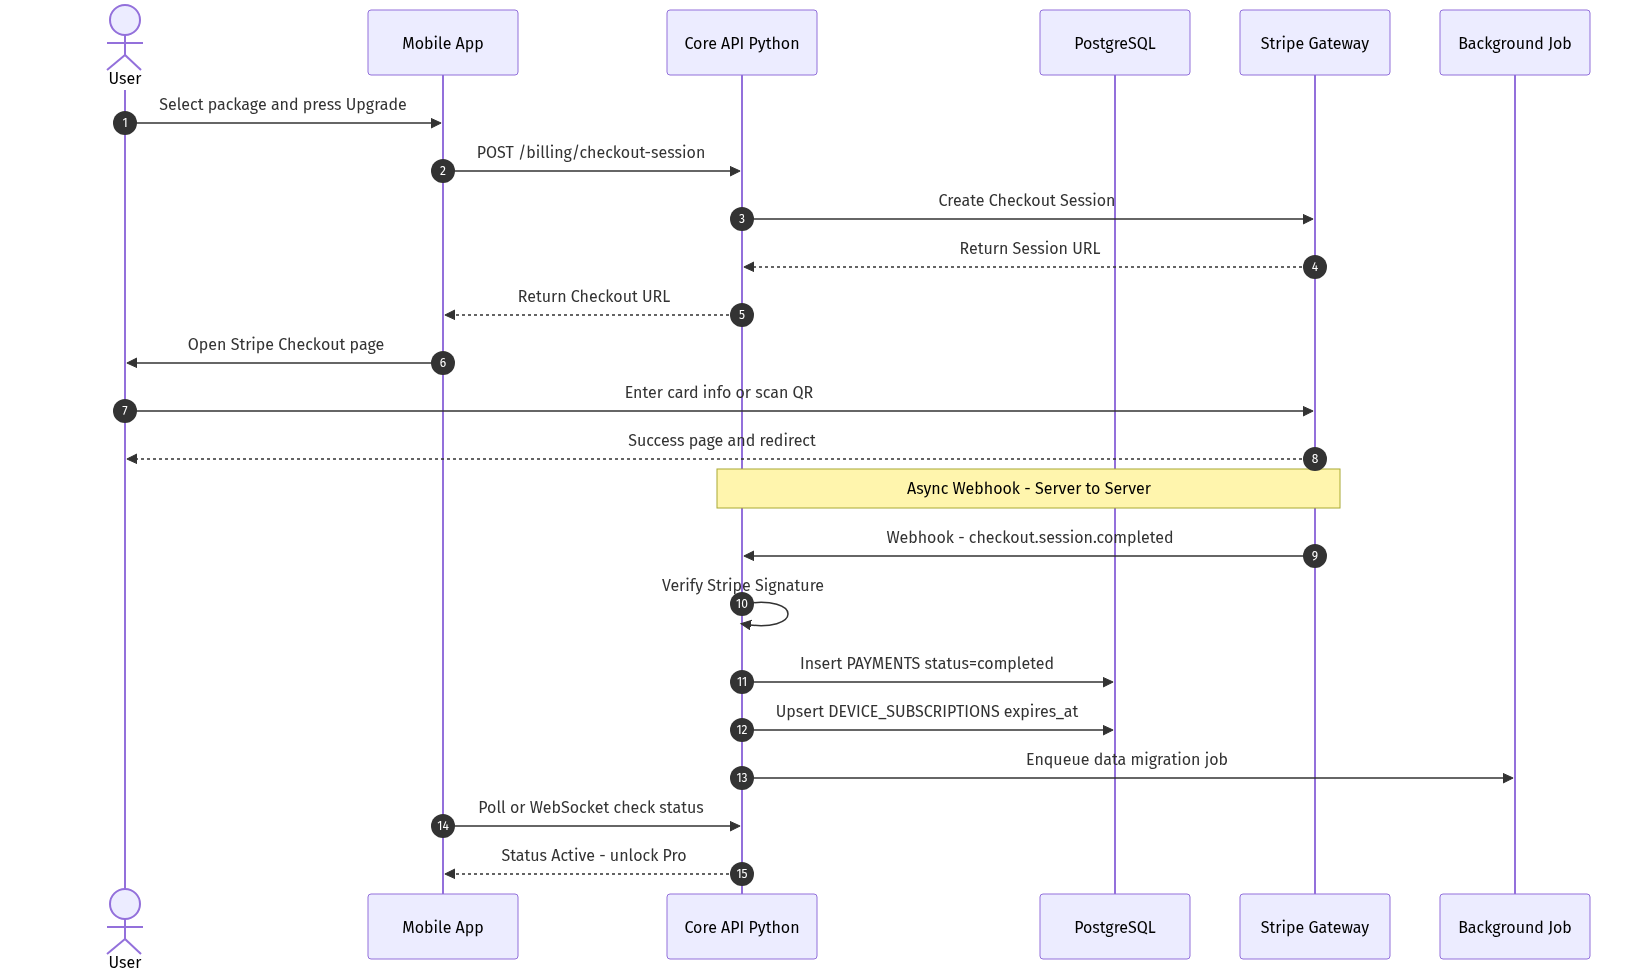 User
Mobile App
Core API Python
PostgreSQL
Stripe Gateway
Background Job
Select package and press Upgrade
1
POST /billing/checkout-session
2
Create Checkout Session
3
Return Session URL
4
Return Checkout URL
5
Open Stripe Checkout page
6
Enter card info or scan QR
7
Success page and redirect
8
Async Webhook - Server to Server
Webhook - checkout.session.completed
9
Verify Stripe Signature
10
Insert PAYMENTS status=completed
11
Upsert DEVICE_SUBSCRIPTIONS expires_at
12
Enqueue data migration job
13
Poll or WebSocket check status
14
Status Active - unlock Pro
15
User
Mobile App
Core API Python
PostgreSQL
Stripe Gateway
Background Job